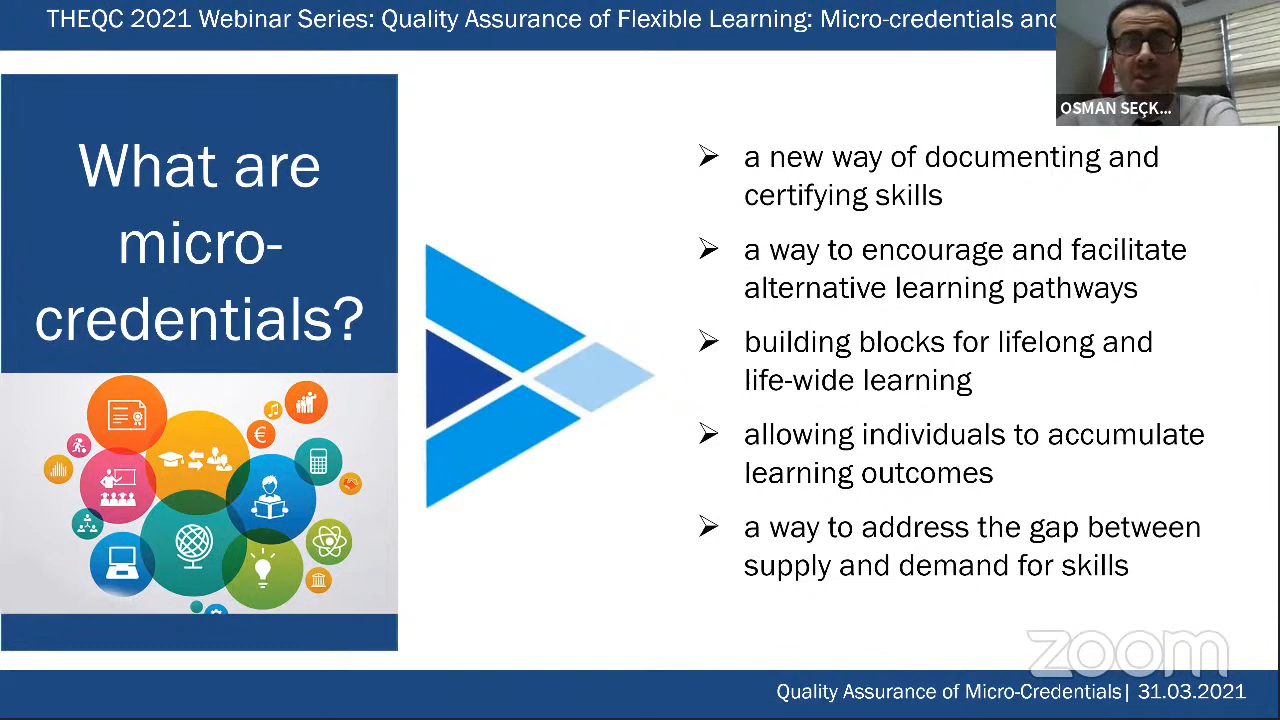 THEQC 2021 Webinar Series: Quality Assurance of Flexible Learning: Micro-credentials and
OSMAN SEÇK...
What are
micro-
credentials?
➢ a new way of documenting and
certifying skills
➢ a way to encourage and facilitate
alternative learning pathways
➢ building blocks for lifelong and
life-wide learning
➢ allowing individuals to accumulate
learning outcomes
➢ a way to address the gap between
supply and demand for skills
€
zoom
Quality Assurance of Micro-Credentials| 31.03.2021